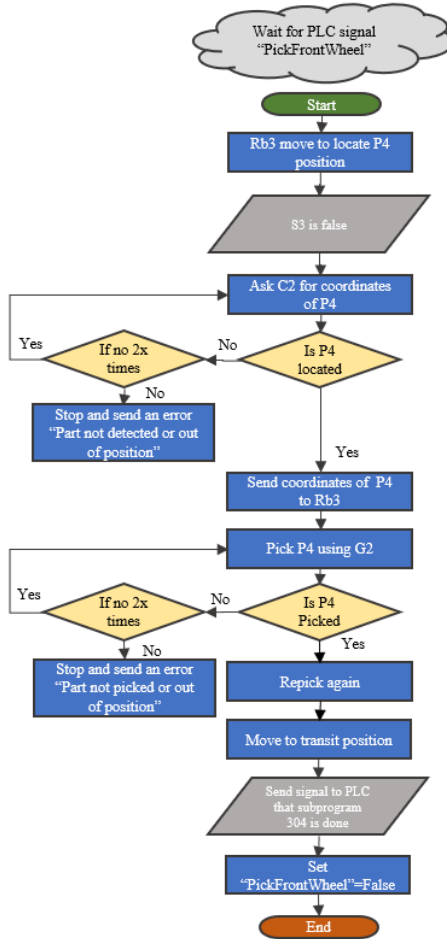 Wait for PLC signal
“PickFrontWheel”
Start
Rb3 move to locate P4
position
S3 is false
Ask C2 for coordinates
of P4
Yes
If no 2x
times
No
Is P4
located
No
Stop and send an error
“Part not detected or out
of position”
Yes
Send coordinates of P4
to Rb3
Pick P4 using G2
Yes
If no 2x
times
No
Is P4
Picked
No
Yes
Stop and send an error
“Part not picked or out
of position”
Repick again
Move to transit position
Send signal to PLC
that subprogram
304 is done
Set
“PickFrontWheel”=False
End